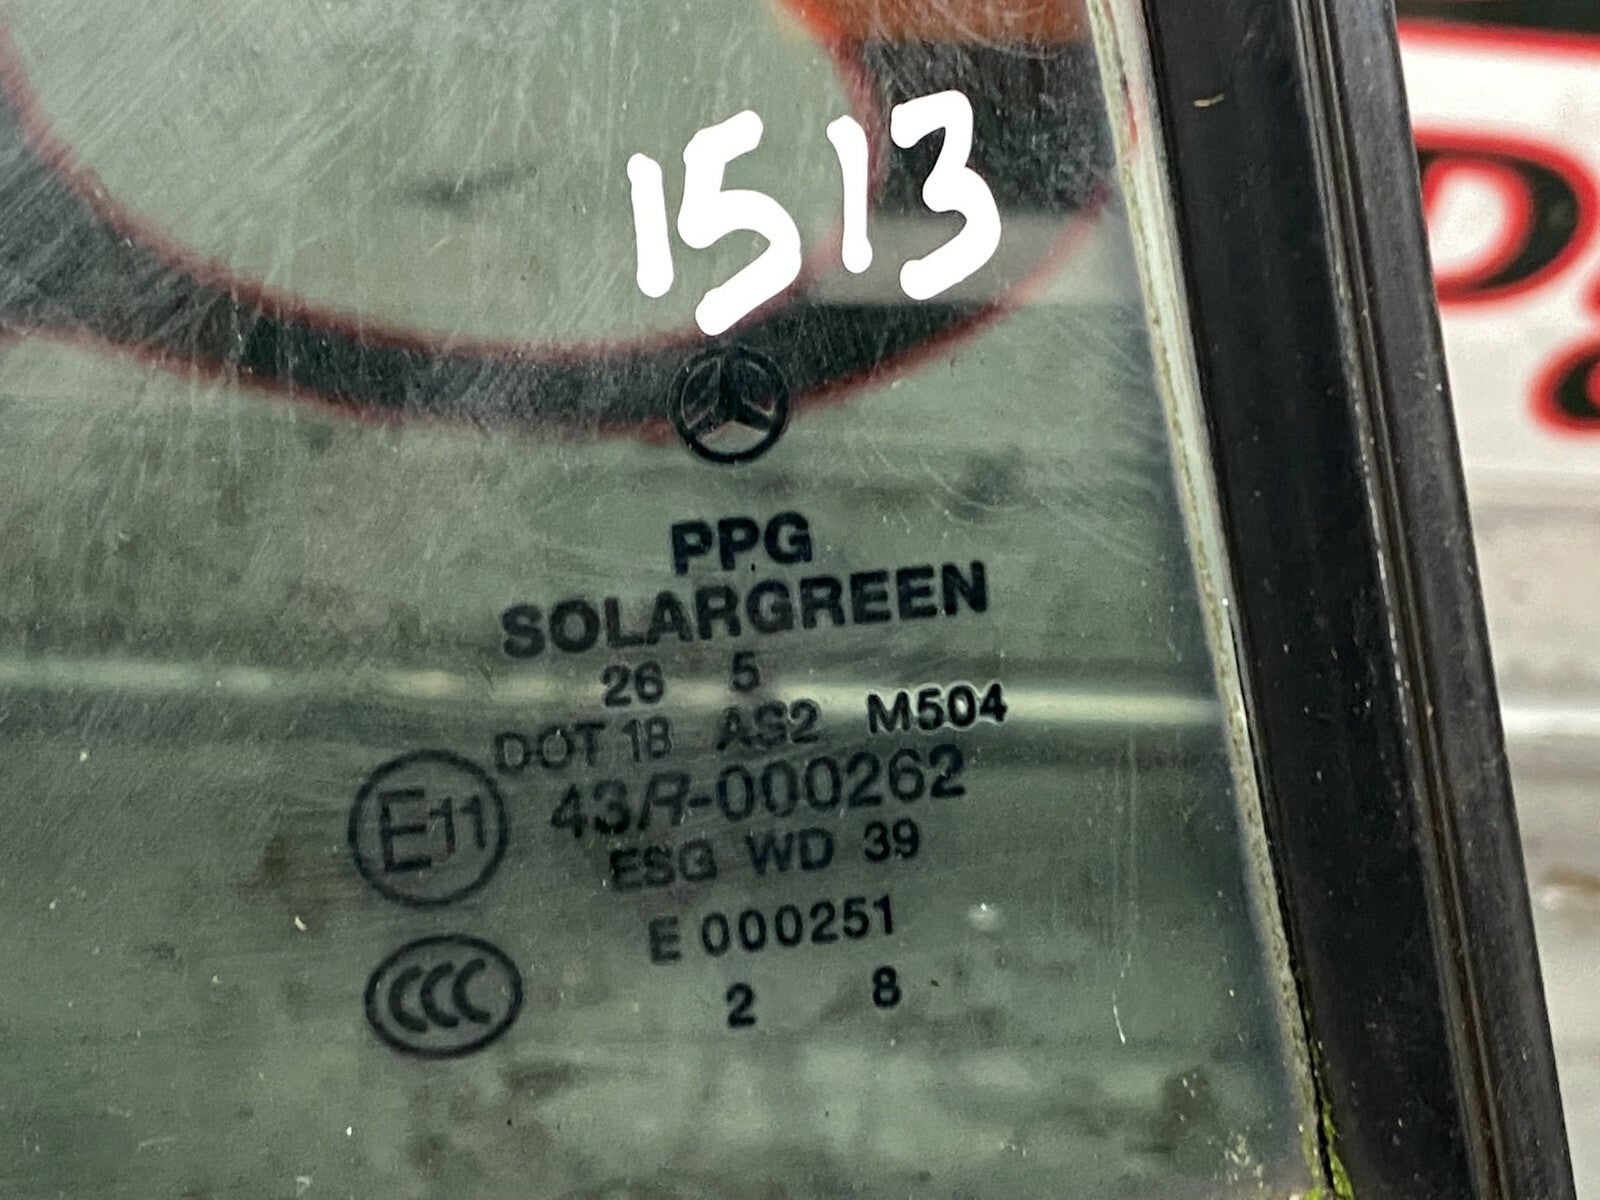 1513
PPG
SOLARGREEN
26 5
DOT 18 AS2 M504
E11 43R-000262
ESG WD 39
E 000251
CCC
2 8